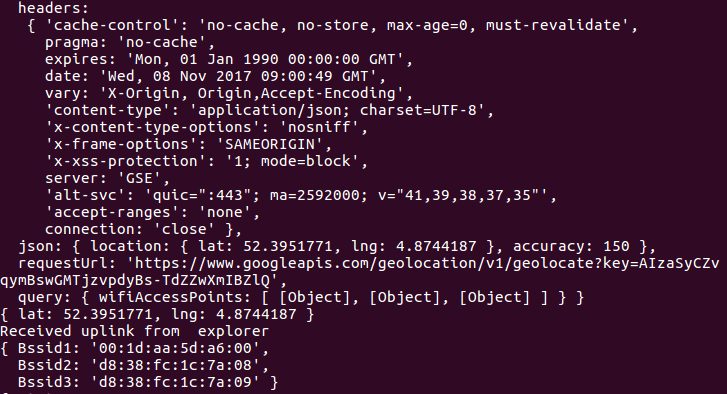 headers:
{ 'cache-control': 'no-cache, no-store, max-age=0, must-revalidate',
pragma: 'no-cache',
expires: 'Mon, 01 Jan 1990 00:00:00 GMT',
date: 'Wed, 08 Nov 2017 09:00:49 GMT',
vary: 'X-Origin, Origin,Accept-Encoding',
'content-type': 'application/json; charset=UTF-8',
'x-content-type-options': 'nosniff',
'x-frame-options': 'SAMEORIGIN',
'x-xss-protection': '1; mode=block',
server: 'GSE',
'alt-svc': 'quic=":443"; ma=2592000; v="41,39,38,37,35"',
'accept-ranges': 'none',
connection: 'close' },
json: { location: { lat: 52.3951771, lng: 4.8744187 }, accuracy: 150 },
requestUrl: 'https://www.googleapis.com/geolocation/v1/geolocate?key=AIzaSyCZv
qymBswGMTjzvpdyBs-TdZZwXmIBZlQ',
query: { wifiAccessPoints: [ [Object], [Object], [Object] ] } }
{ lat: 52.3951771, lng: 4.8744187 }
Received uplink from  explorer
{ Bssid1: '00:1d:aa:5d:a6:00',
Bssid2: 'd8:38:fc:1c:7a:08',
Bssid3: 'd8:38:fc:1c:7a:09' }